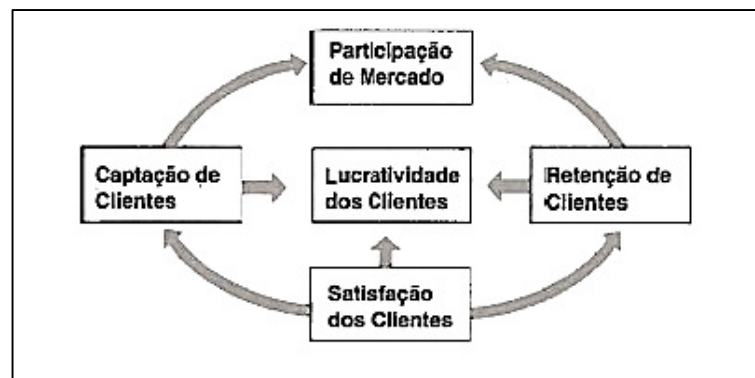 Participação
de Mercado
Captação de
Clientes
Lucratividade
dos Clientes
Retenção de
Clientes
Satisfação
dos Clientes